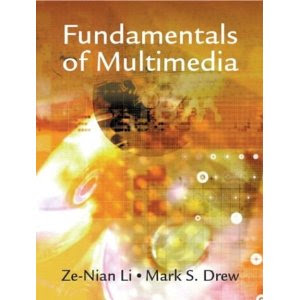 Fundamentals
of Multimedia
Ze-Nian Li • Mark S. Drew